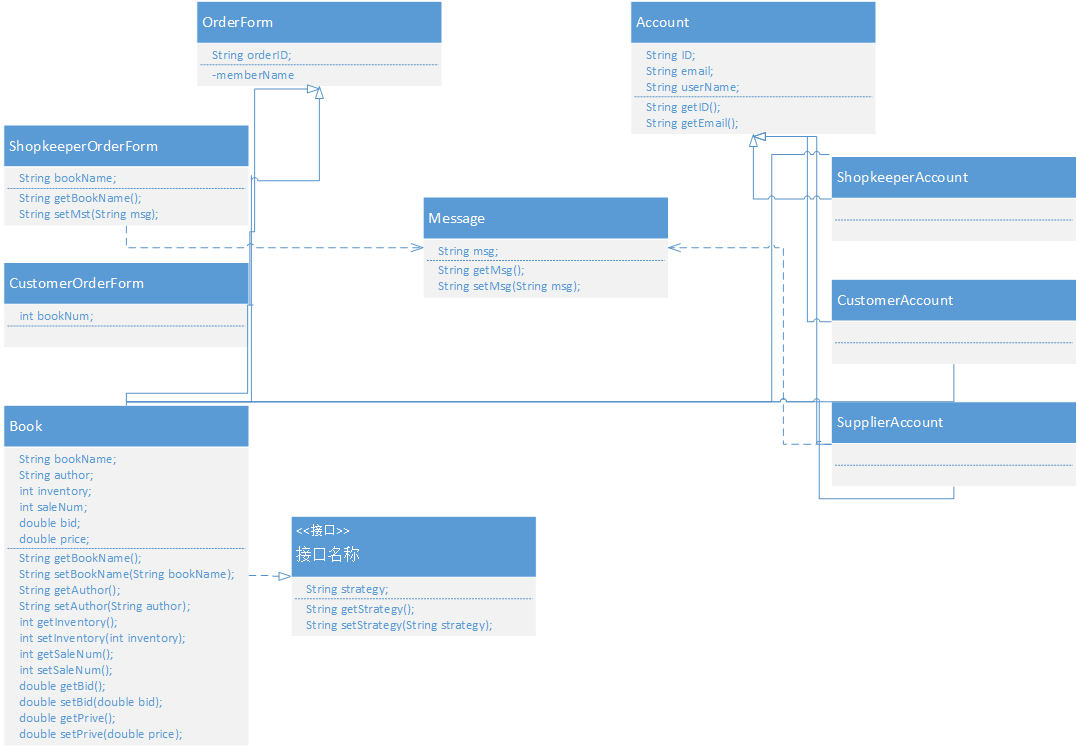 OrderForm
String orderID;
-memberName
Account
String ID;
String email;
String userName;
String getID();
String getEmail();
ShopkeeperOrderForm
String bookName;
String getBookName();
String setMst(String msg);
ShopkeeperAccount
Message
String msg;
String getMsg();
String setMsg(String msg);
CustomerOrderForm
int bookNum;
CustomerAccount
Book
String bookName;
String author;
int inventory;
int saleNum;
double bid;
double price;
String getBookName();
String setBookName(String bookName);
String getAuthor();
String setAuthor(String author);
int getInventory();
int setInventory(int inventory);
int getSaleNum();
int setSaleNum();
double getBid();
double setBid(double bid);
double getPrive();
double setPrive(double price);
SupplierAccount
<<接口>>
接口名称
String strategy;
String getStrategy();
String setStrategy(String strategy);